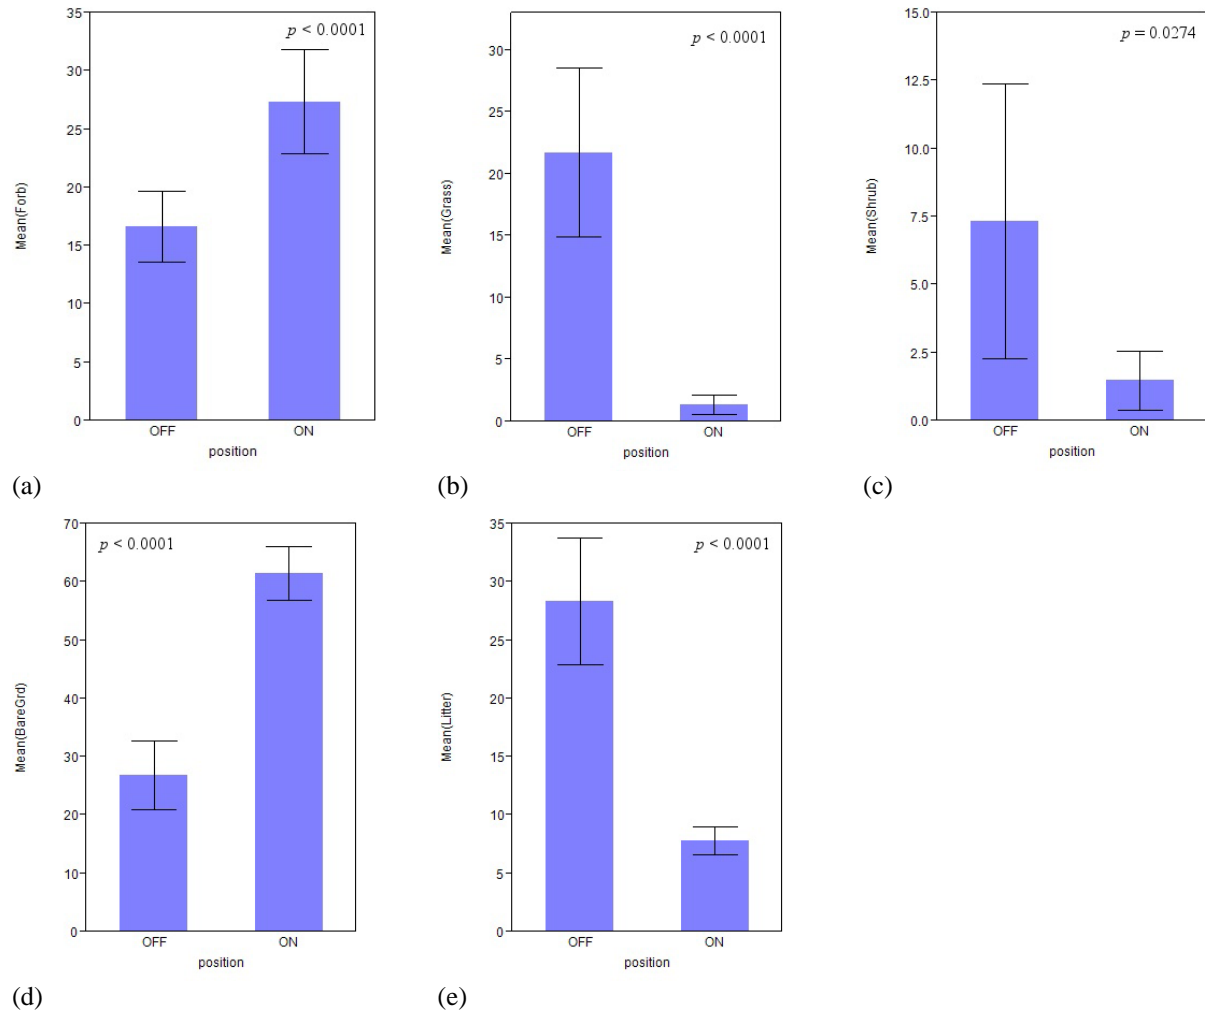 Mean(Forb)
35
30
25
20
15
10
5
0
p < 0.0001
OFF ON
position
(a)
Mean(Grass)
30
25
20
15
10
5
0
p < 0.0001
OFF ON
position
(b)
Mean(Shrub)
15.0
12.5
10.0
7.5
5.0
2.5
0.0
p = 0.0274
OFF ON
position
(c)
Mean(BareGrd)
70
60
50
40
30
20
10
0
p < 0.0001
OFF ON
position
(d)
Mean(Litter)
35
30
25
20
15
10
5
0
p < 0.0001
OFF ON
position
(e)